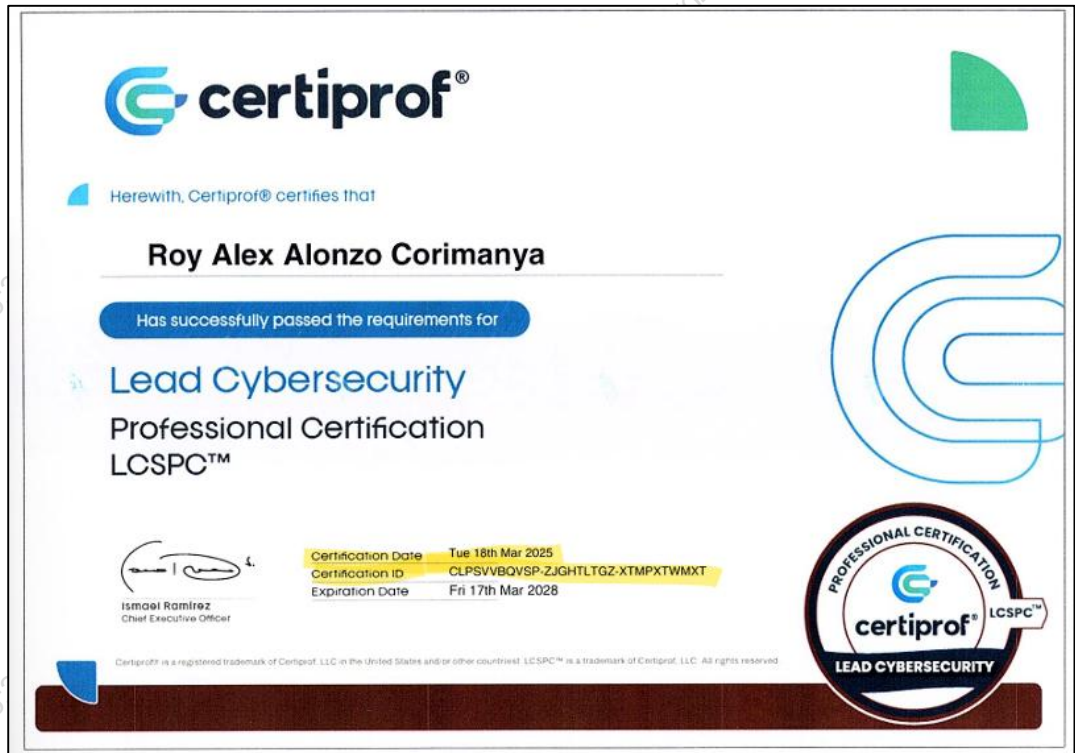 certiprof®
Herewith, Certiprof® certifies that
Roy Alex Alonzo Corimanya
Has successfully passed the requirements for
Lead Cybersecurity
Professional Certification
LCSPC™
Certification Date Tue 18th Mar 2025
Certification ID CLPSVVBQVSP-ZJGHTLTGZ-XTMPXTWMXT
Expiration Date Fri 17th Mar 2028
Ismael Ramírez
Chief Executive Officer
PROFESSIONAL CERTIFICATION
certiprof®
LCSPC™
LEAD CYBERSECURITY
Certiprof® is a registered trademark of Certiprof, LLC in the United States and/or other countriest. LCSPC™ is a trademark of Certiprof, LLC. All rights reserved.